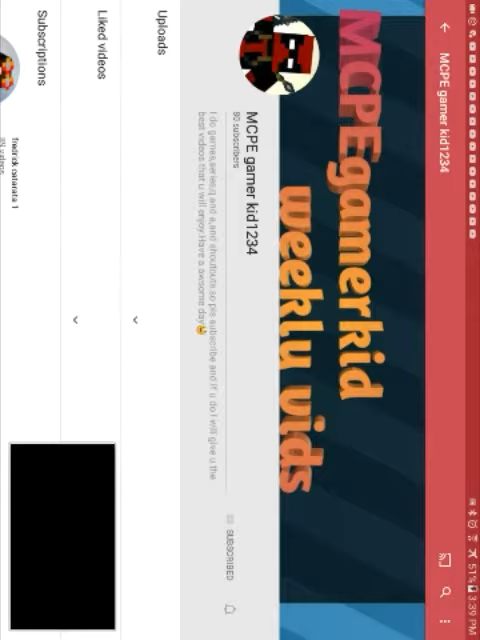 51% 3:39 PM
MCPE gamer kid1234
MCPEgamerkid
weeklu vids
MCPE gamer kid1234
80 subscribers
SUBSCRIBED
I do games,series,q and a,and shoutouts so pls subscribe and if u do I will give u the
best videos that u will enjoy.Have a awsome day
Uploads
Liked videos
Subscriptions